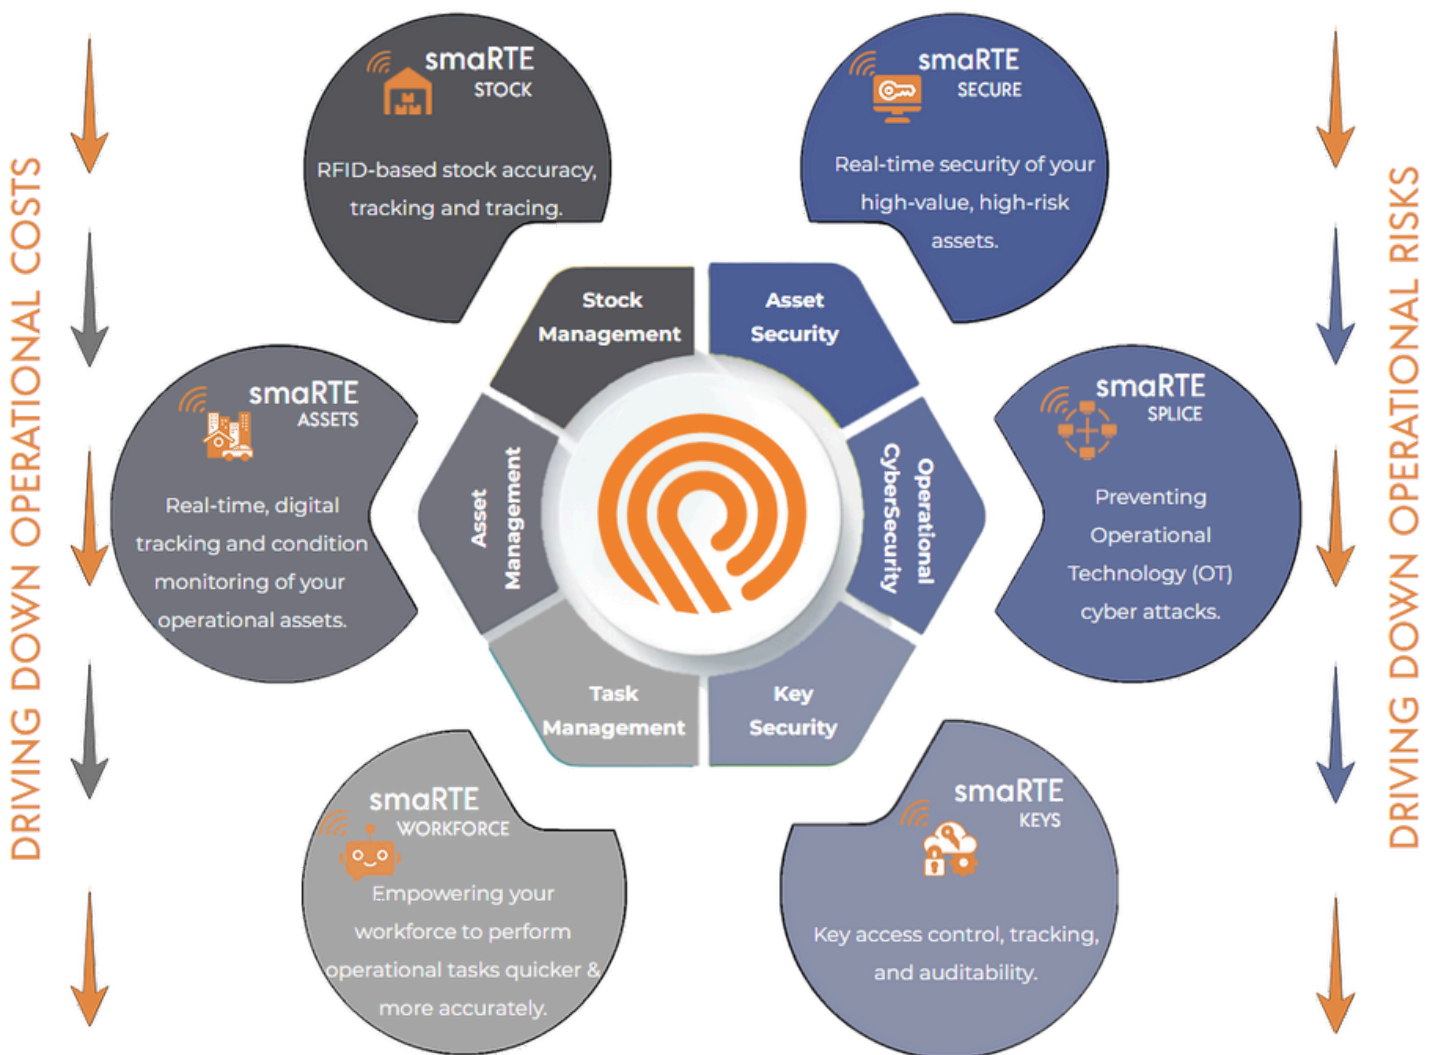 DRIVING DOWN OPERATIONAL COSTS
smaRTE
STOCK
RFID-based stock accuracy,
tracking and tracing.
smaRTE
SECURE
Real-time security of your
high-value, high-risk
assets.
Stock
Management
Asset
Security
smaRTE
ASSETS
Real-time, digital
tracking and condition
monitoring of your
operational assets.
Asset
Management
Operational
CyberSecurity
smaRTE
SPLICE
Preventing
Operational
Technology (OT)
cyber attacks.
Task
Management
Key
Security
smaRTE
WORKFORCE
Empowering your
workforce to perform
operational tasks quicker &
more accurately.
smaRTE
KEYS
Key access control, tracking,
and auditability.
DRIVING DOWN OPERATIONAL RISKS